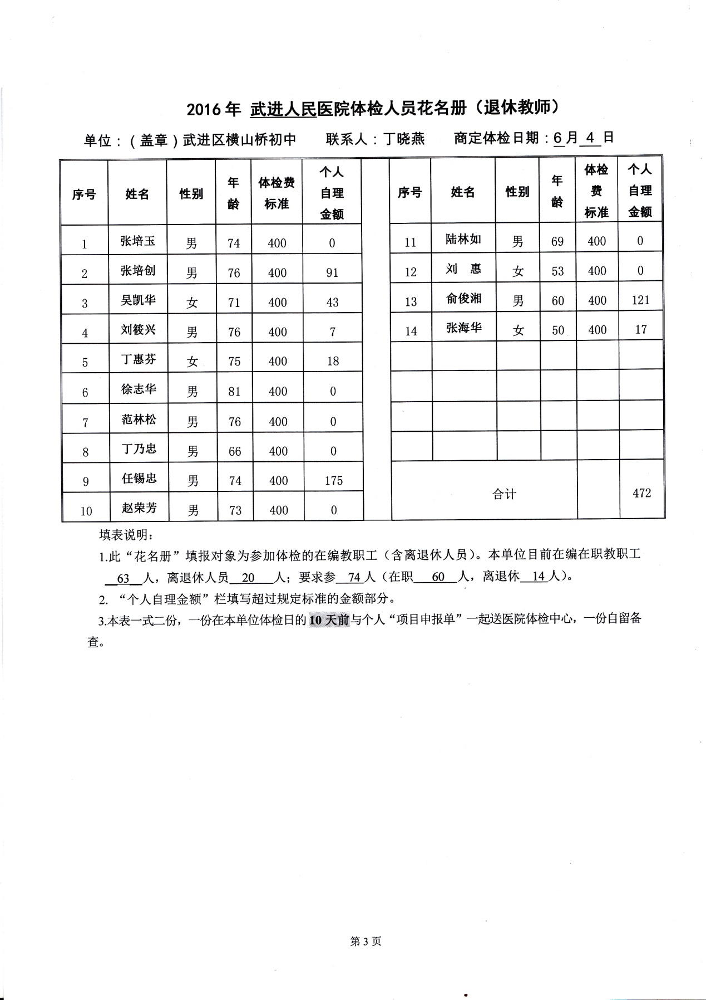 2016年 武进人民医院体检人员花名册（退休教师）
单位：（盖章）武进区横山桥初中 联系人：丁晓燕 商定体检日期：6月 4 日
序号 姓名 性别 年龄 体检费标准 个人自理金额 序号 姓名 性别 年龄 体检费标准 个人自理金额
1 张培玉 男 74 400 0 11 陆林如 男 69 400 0
2 张培创 男 76 400 91 12 刘 惠 女 53 400 0
3 吴凯华 女 71 400 43 13 俞俊湘 男 60 400 121
4 刘筱兴 男 76 400 7 14 张海华 女 50 400 17
5 丁惠芬 女 75 400 18
6 徐志华 男 81 400 0
7 范林松 男 76 400 0
8 丁乃忠 男 66 400 0
9 任锡忠 男 74 400 175 合计 472
10 赵荣芳 男 73 400 0
填表说明：
1.此“花名册”填报对象为参加体检的在编教职工（含离退休人员）。本单位目前在编在职教职工
63 人，离退休人员 20 人；要求参 74 人（在职 60 人，离退休 14 人）。
2. “个人自理金额”栏填写超过规定标准的金额部分。
3.本表一式二份，一份在本单位体检日的10 天前与个人“项目申报单”一起送医院体检中心，一份自留备
查。
第 3 页